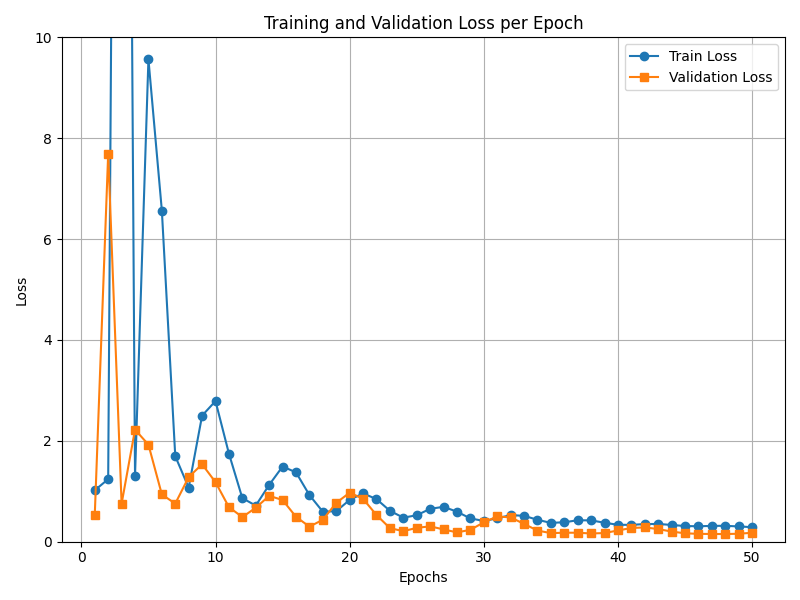 Training and Validation Loss per Epoch
Train Loss
Validation Loss
Loss
10
8
6
4
2
0
0 10 20 30 40 50
Epochs